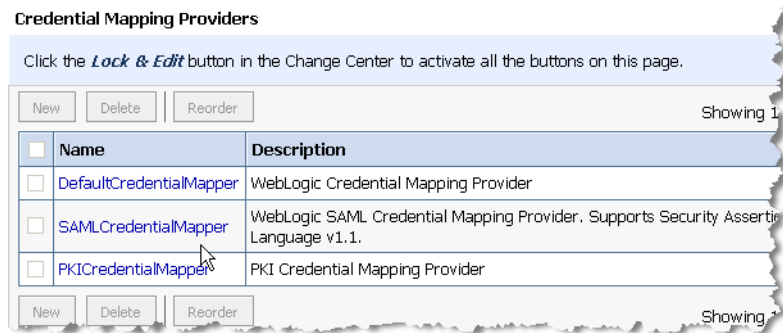 Credential Mapping Providers
Click the Lock & Edit button in the Change Center to activate all the buttons on this page.
New Delete Reorder Showing 1
Name Description
DefaultCredentialMapper WebLogic Credential Mapping Provider
SAMLCredentialMapper WebLogic SAML Credential Mapping Provider. Supports Security
Language v1.1.
PKICredentialMapper PKI Credential Mapping Provider
New Delete Reorder Showing